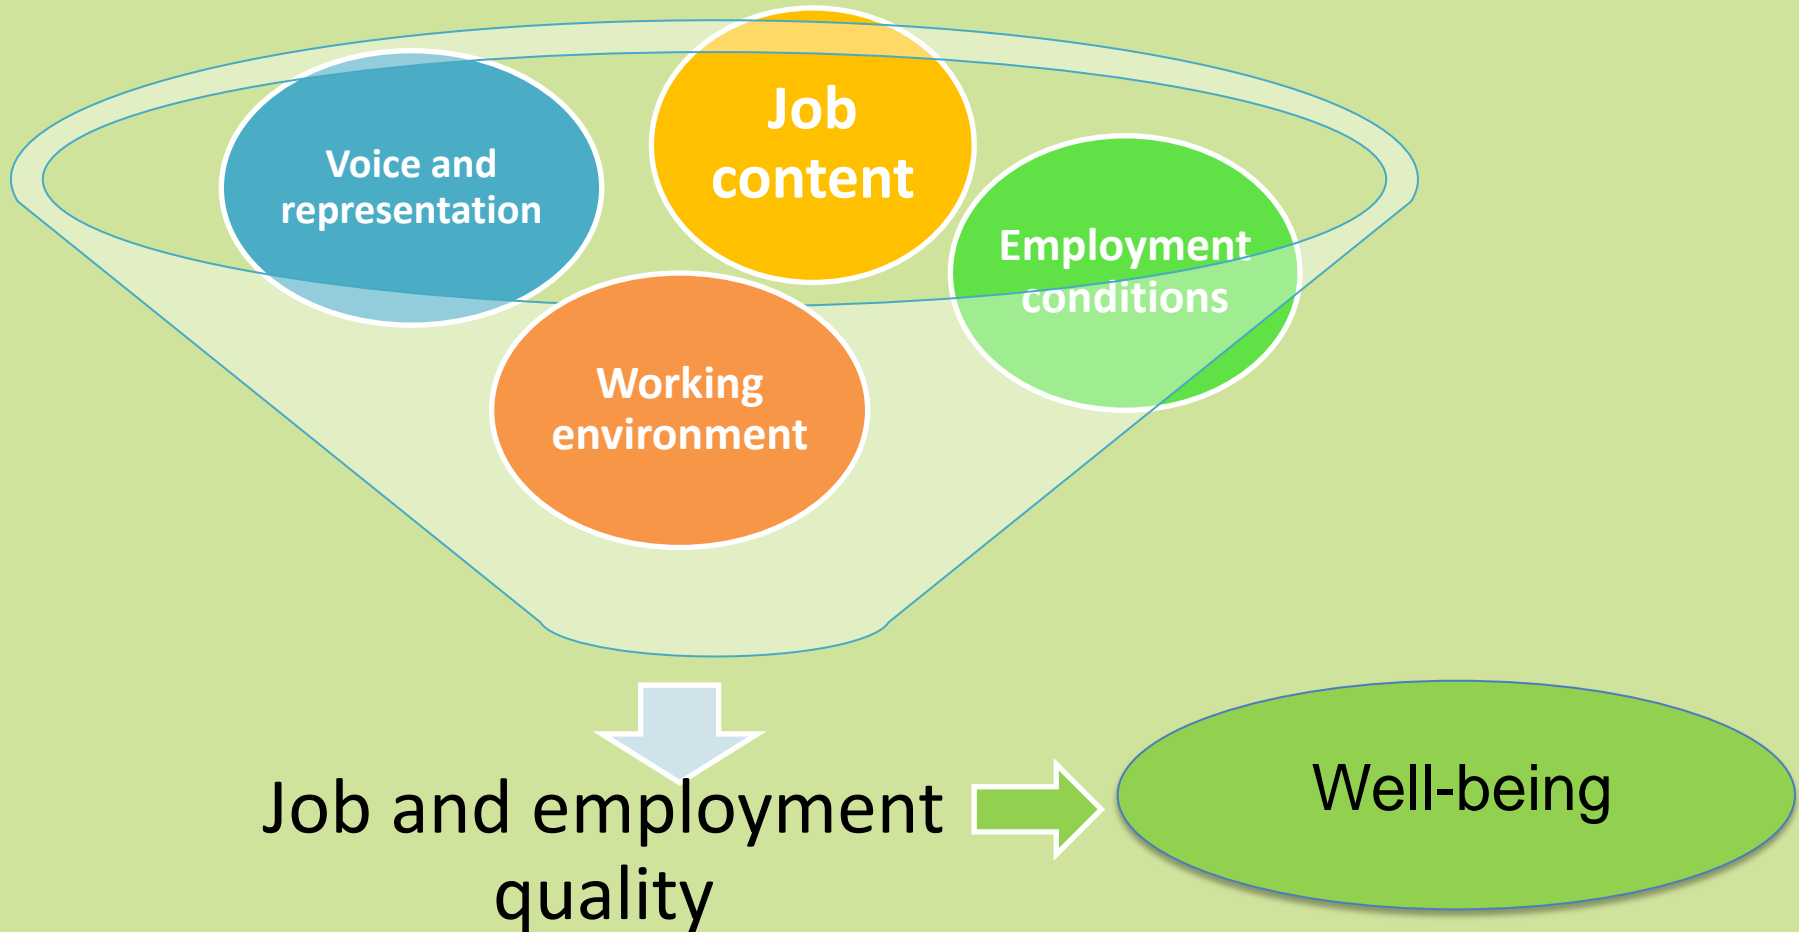 Job
content
Voice and
representation
Employment
conditions
Working
environment
Job and employment
quality
Well-being